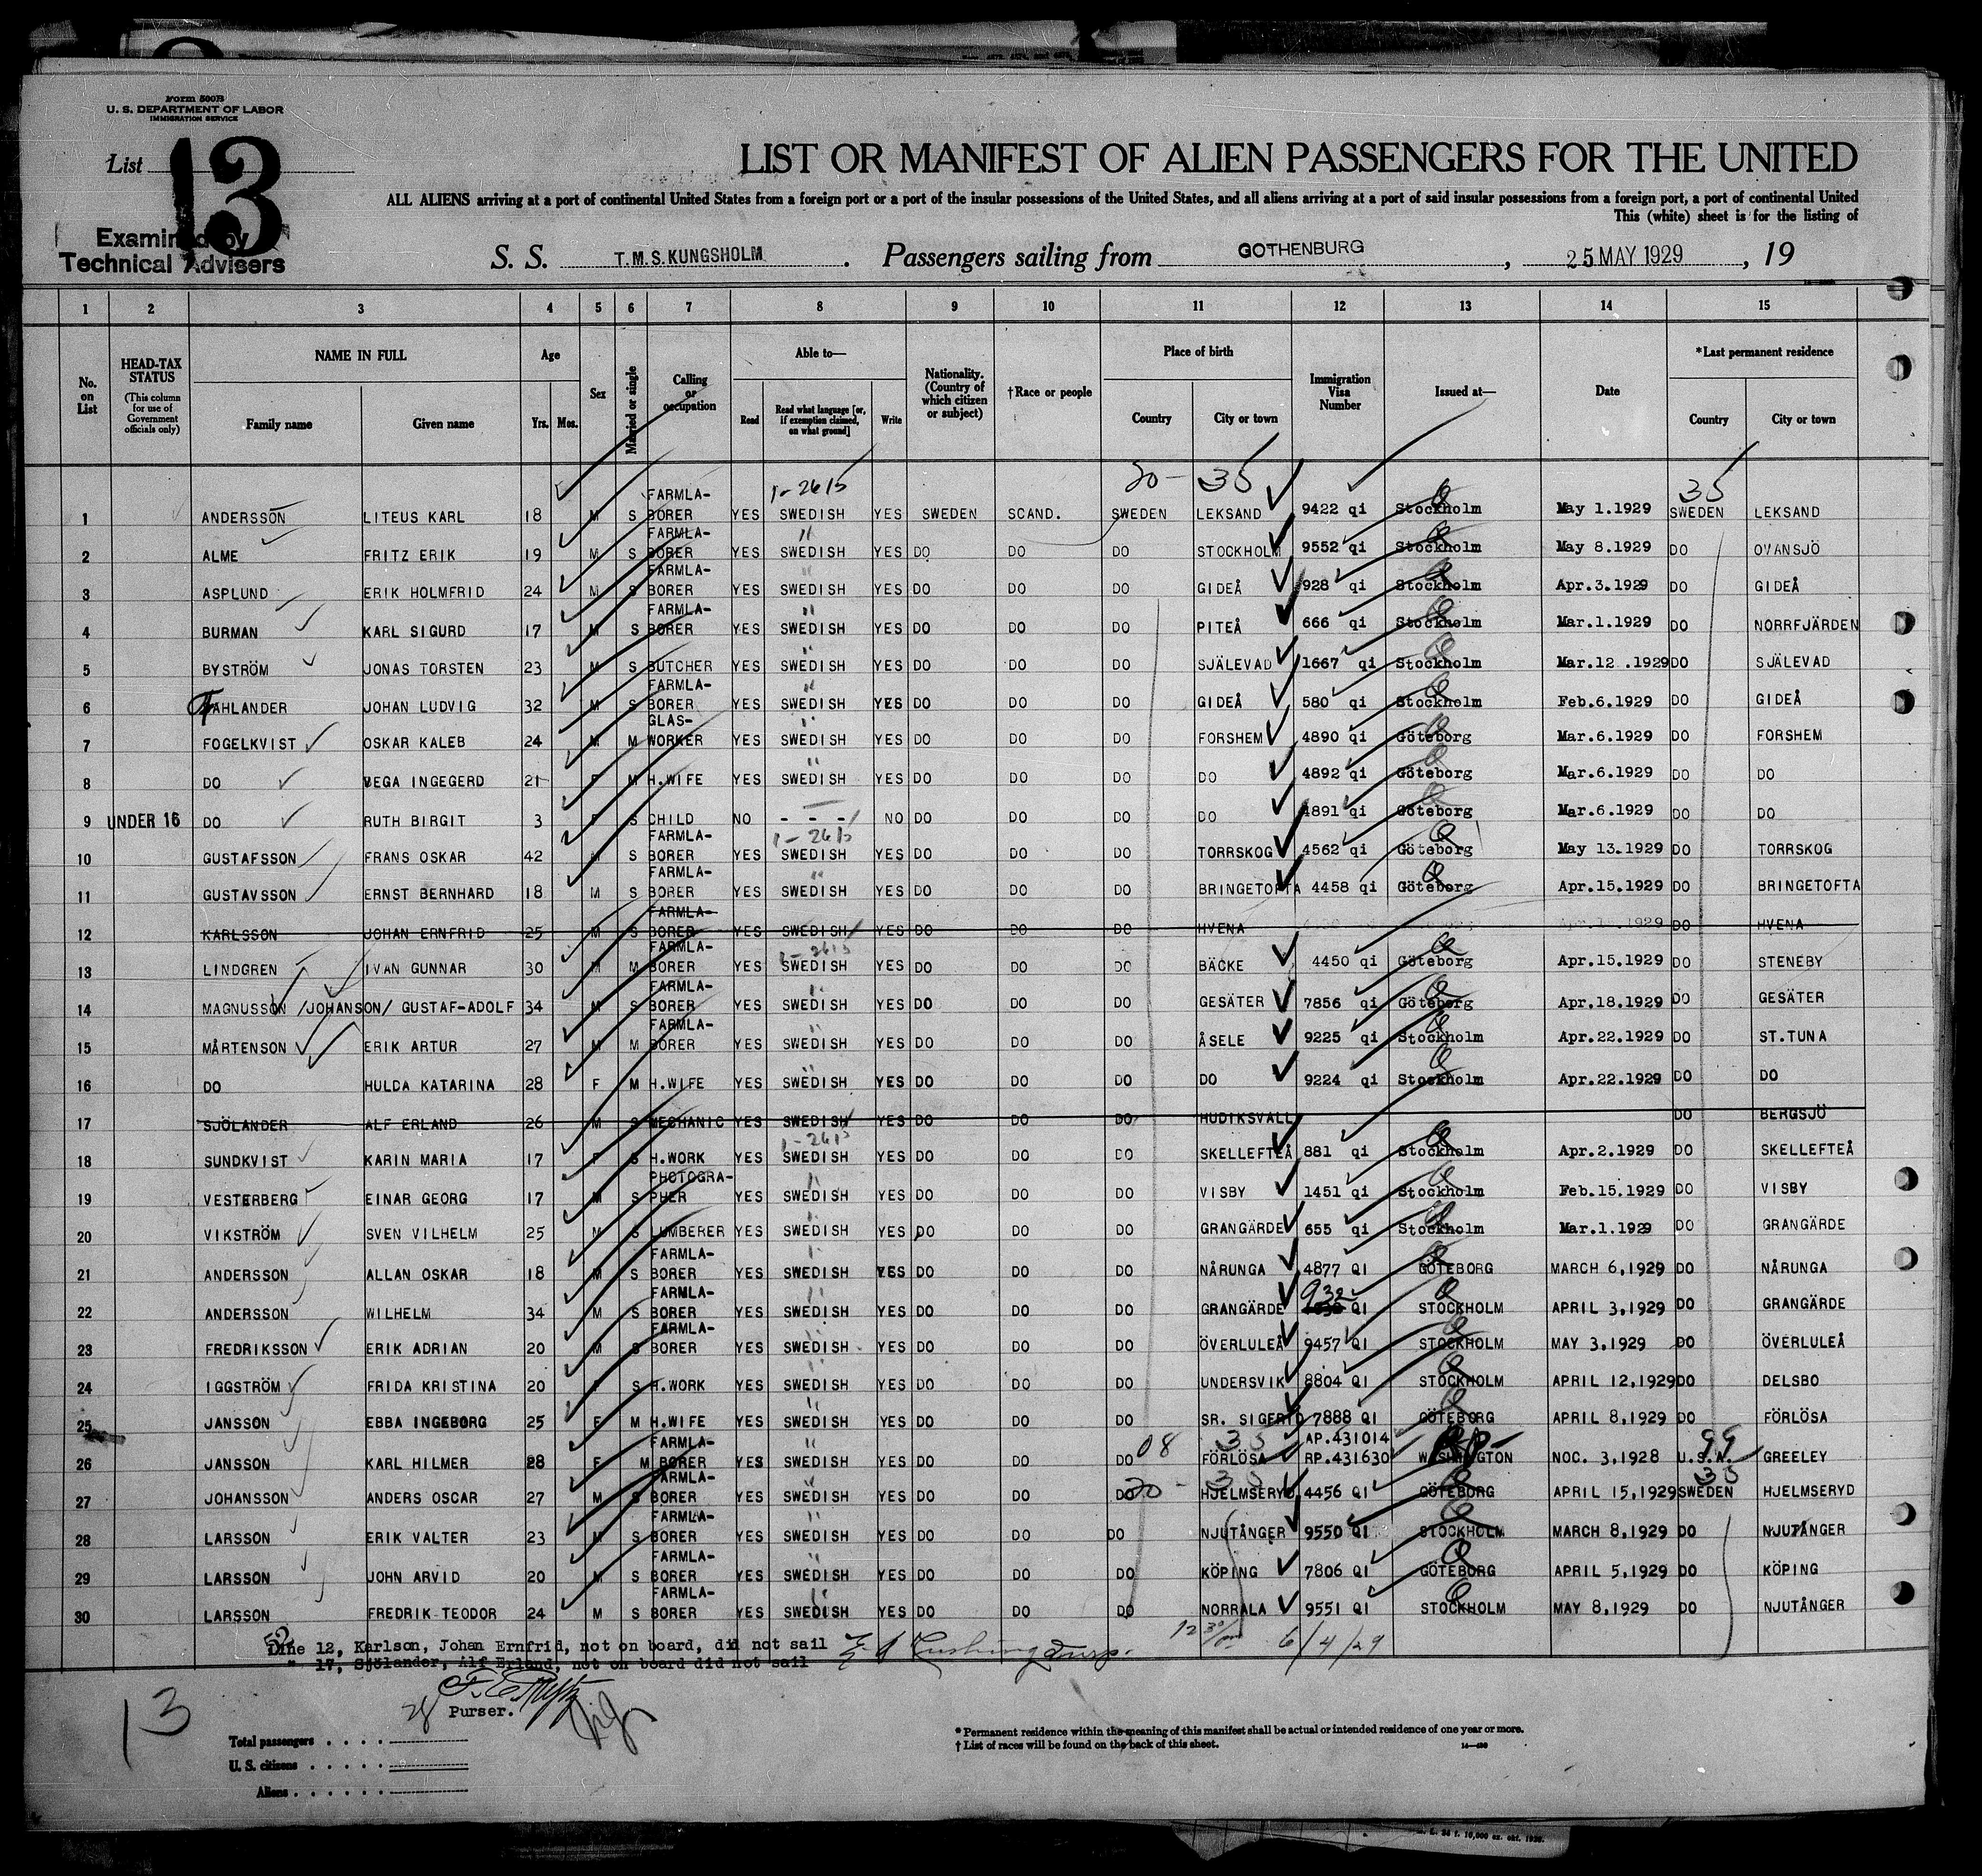 Form 500B
U. S. DEPARTMENT OF LABOR
IMMIGRATION SERVICE
List 13
Examined by
Technical Advisers
LIST OR MANIFEST OF ALIEN PASSENGERS FOR THE UNITED
ALL ALIENS arriving at a port of continental United States from a foreign port or a port of the insular possessions of the United States, and all aliens arriving at a port of said insular possessions from a foreign port, a port of continental United
This (white) sheet is for the listing of
S. S. T.M.S. KUNGSHOLM. Passengers sailing from GOTHENBURG, 25 MAY 1929, 19
1 2 3 4 5 6 7 8 9 10 11 12 13 14 15
No. on List
HEAD-TAX STATUS
(This column for use of Government officials only)
NAME IN FULL
Family name Given name
Age
Yrs. Mos.
Sex
Married or single
Calling or occupation
Able to—
Read Read what language [or, if exemption claimed, on what ground] Write
Nationality. (Country of which citizen or subject)
†Race or people
Place of birth
Country City or town
Immigration Visa Number
Issued at—
Date
*Last permanent residence
Country City or town
1-2615 20- 35 35
1 ANDERSSON LITEUS KARL 18 M S FARMLA-BORER YES SWEDISH YES SWEDEN SCAND. SWEDEN LEKSAND 9422 qi Stockholm May 1.1929 SWEDEN LEKSAND
2 ALME FRITZ ERIK 19 M S FARMLA-BORER YES SWEDISH YES DO DO DO STOCKHOLM 9552 qi Stockholm May 8.1929 DO OVANSJÖ
3 ASPLUND ERIK HOLMFRID 24 M S FARMLA-BORER YES SWEDISH YES DO DO DO GIDEÅ 928 qi Stockholm Apr.3.1929 DO GIDEÅ
4 BURMAN KARL SIGURD 17 M S FARMLA-BORER YES SWEDISH YES DO DO DO PITEÅ 666 qi Stockholm Mar.1.1929 DO NORRFJÄRDEN
5 BYSTRÖM JONAS TORSTEN 23 M S BUTCHER YES SWEDISH YES DO DO DO SJÄLEVAD 1667 qi Stockholm Mar.12.1929 DO SJÄLEVAD
6 FAHLANDER JOHAN LUDVIG 32 M S FARMLA-BORER YES SWEDISH YES DO DO DO GIDEÅ 580 qi Stockholm Feb.6.1929 DO GIDEÅ
7 FOGELKVIST OSKAR KALEB 24 M M GLAS-WORKER YES SWEDISH YES DO DO DO FORSHEM 4890 qi Göteborg Mar.6.1929 DO FORSHEM
8 DO VEGA INGEGERD 21 F M H.WIFE YES SWEDISH YES DO DO DO DO 4892 qi Göteborg Mar.6.1929 DO DO
9 UNDER 16 DO RUTH BIRGIT 3 F S CHILD NO - - - NO DO DO DO DO 4891 qi Göteborg Mar.6.1929 DO DO
1-2615
10 GUSTAFSSON FRANS OSKAR 42 M S FARMLA-BORER YES SWEDISH YES DO DO DO TORRSKOG 4562 qi Göteborg May 13.1929 DO TORRSKOG
11 GUSTAVSSON ERNST BERNHARD 18 M S FARMLA-BORER YES SWEDISH YES DO DO DO BRINGETOFTA 4458 qi Göteborg Apr.15.1929 DO BRINGETOFTA
12 KARLSSON JOHAN ERNFRID 25 M S FARMLA-BORER YES SWEDISH YES DO DO DO HVENA DO HVENA
1-2615
13 LINDGREN IVAN GUNNAR 30 M M FARMLA-BORER YES SWEDISH YES DO DO DO BÄCKE 4450 qi Göteborg Apr.15.1929 DO STENEBY
14 MAGNUSSON /JOHANSON/ GUSTAF-ADOLF 34 M S FARMLA-BORER YES SWEDISH YES DO DO DO GESÄTER 7856 qi Göteborg Apr.18.1929 DO GESÄTER
15 MÅRTENSON ERIK ARTUR 27 M M FARMLA-BORER YES SWEDISH YES DO DO DO ÅSELE 9225 qi Stockholm Apr.22.1929 DO ST.TUNA
16 DO HULDA KATARINA 28 F M H.WIFE YES SWEDISH YES DO DO DO DO 9224 qi Stockholm Apr.22.1929 DO DO
17 SJÖLANDER ALF ERLAND 26 M S MECHANIC YES SWEDISH YES DO DO DO HUDIKSVALL DO BERGSJÖ
1-2615
18 SUNDKVIST KARIN MARIA 17 F S H.WORK YES SWEDISH YES DO DO DO SKELLEFTEÅ 881 qi Stockholm Apr.2.1929 DO SKELLEFTEÅ
19 VESTERBERG EINAR GEORG 17 M S PHOTOGRA-PHER YES SWEDISH YES DO DO DO VISBY 1451 qi Stockholm Feb.15.1929 DO VISBY
20 VIKSTRÖM SVEN VILHELM 25 M S LUMBERER YES SWEDISH YES DO DO DO GRANGÄRDE 655 qi Stockholm Mar.1.1929 DO GRANGÄRDE
21 ANDERSSON ALLAN OSKAR 18 M S FARMLA-BORER YES SWEDISH YES DO DO DO NÅRUNGA 4877 QI GÖTEBORG MARCH 6,1929 DO NÅRUNGA
22 ANDERSSON WILHELM 34 M S FARMLA-BORER YES SWEDISH YES DO DO DO GRANGÄRDE 932 QI STOCKHOLM APRIL 3,1929 DO GRANGÄRDE
23 FREDRIKSSON ERIK ADRIAN 20 M S FARMLA-BORER YES SWEDISH YES DO DO DO ÖVERLULEÅ 9457 QI STOCKHOLM MAY 3,1929 DO ÖVERLULEÅ
24 IGGSTRÖM FRIDA KRISTINA 20 F S H.WORK YES SWEDISH YES DO DO DO UNDERSVIK 8804 QI STOCKHOLM APRIL 12,1929 DO DELSBO
25 JANSSON EBBA INGEBORG 25 F M H.WIFE YES SWEDISH YES DO DO DO SR. SIGFRID 7888 QI GÖTEBORG APRIL 8,1929 DO FÖRLÖSA
08 35 AP.431014 RP 99
26 JANSSON KARL HILMER 28 F M FARMLA-BORER YES SWEDISH YES DO DO DO FÖRLÖSA RP.431630 WASHINGTON NOC. 3,1928 U.S.A. GREELEY
20 - 35 35
27 JOHANSSON ANDERS OSCAR 27 M S FARMLA-BORER YES SWEDISH YES DO DO DO HJELMSERYD 4456 QI GÖTEBORG APRIL 15,1929 SWEDEN HJELMSERYD
28 LARSSON ERIK VALTER 23 M S FARMLA-BORER YES SWEDISH YES DO DO DO NJUTÅNGER 9550 QI STOCKHOLM MARCH 8,1929 DO NJUTÅNGER
29 LARSSON JOHN ARVID 20 M S FARMLA-BORER YES SWEDISH YES DO DO DO KÖPING 7806 QI GÖTEBORG APRIL 5,1929 DO KÖPING
30 LARSSON FREDRIK TEODOR 24 M S FARMLA-BORER YES SWEDISH YES DO DO DO NORRALA 9551 QI STOCKHOLM MAY 8,1929 DO NJUTÅNGER
Line 12, Karlson, Johan Ernfrid, not on board, did not sail
" 17, Sjölander, Alf Erland, not on board did not sail
Cushing Insp. 6/4/29
28 Purser.
13
Total passengers
U. S. citizens
Aliens
* Permanent residence within the meaning of this manifest shall be actual or intended residence of one year or more.
† List of races will be found on the back of this sheet.